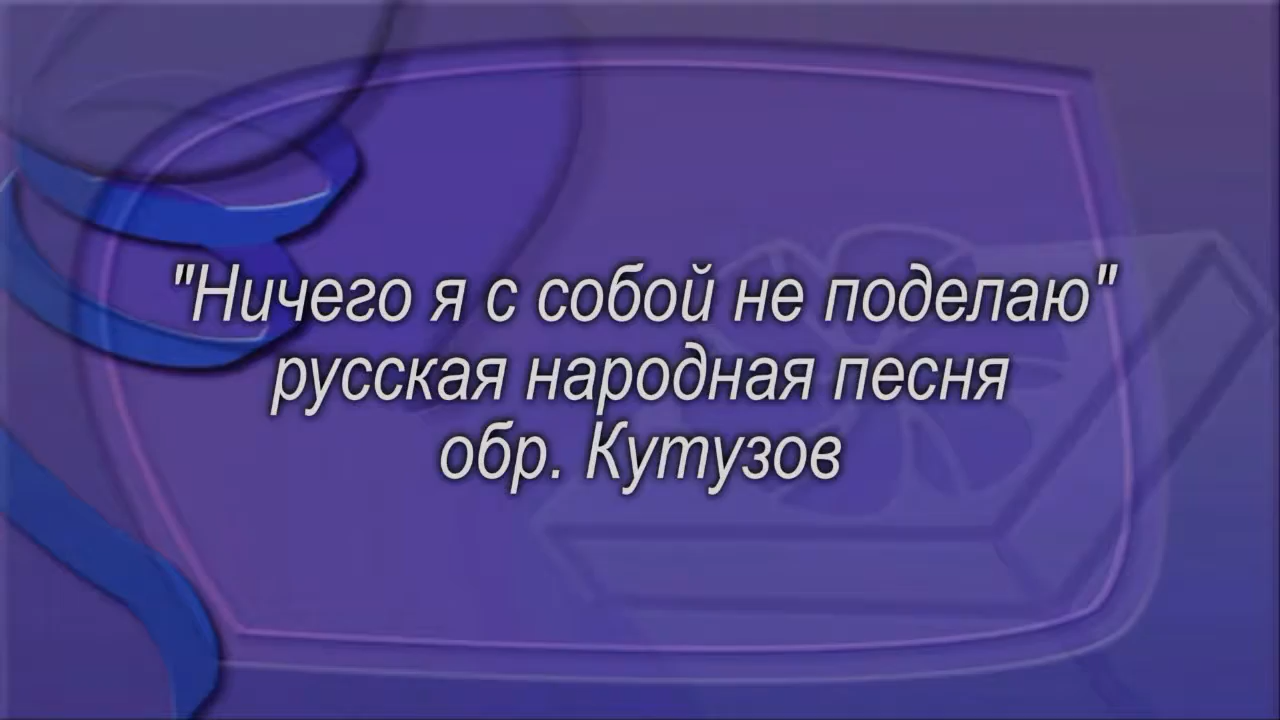 "Ничего я с собой не поделаю"
русская народная песня
обр. Кутузов